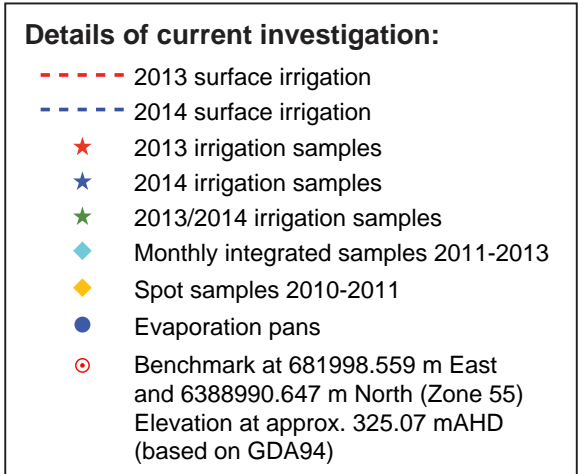 Details of current investigation:
2013 surface irrigation
2014 surface irrigation
2013 irrigation samples
2014 irrigation samples
2013/2014 irrigation samples
Monthly integrated samples 2011-2013
Spot samples 2010-2011
Evaporation pans
Benchmark at 681998.559 m East
and 6388990.647 m North (Zone 55)
Elevation at approx. 325.07 mAHD
(based on GDA94)